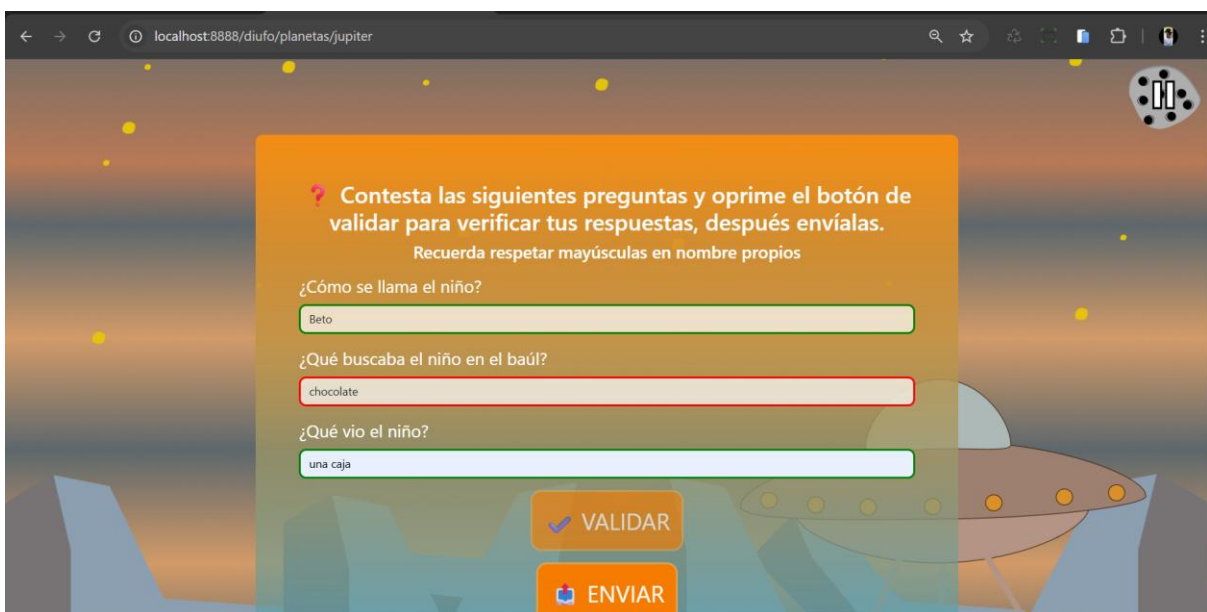 localhost:8888/diufo/planetas/jupiter
Contesta las siguientes preguntas y oprime el botón de
validar para verificar tus respuestas, después envíalas.
Recuerda respetar mayúsculas en nombre propios
¿Cómo se llama el niño?
Beto
¿Qué buscaba el niño en el baúl?
chocolate
¿Qué vio el niño?
una caja
VALIDAR
ENVIAR